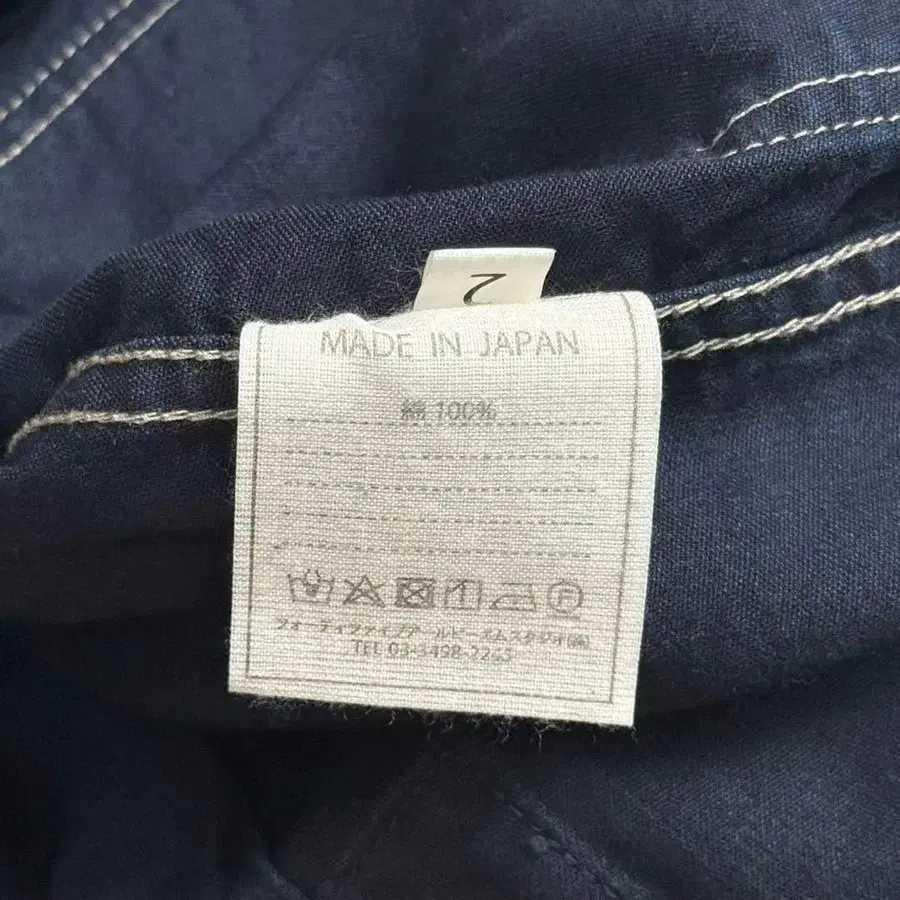 2
MADE IN JAPAN
綿 100%
フォーティファイブアールピーエムスタジオ(株)
TEL 03-3498-2265